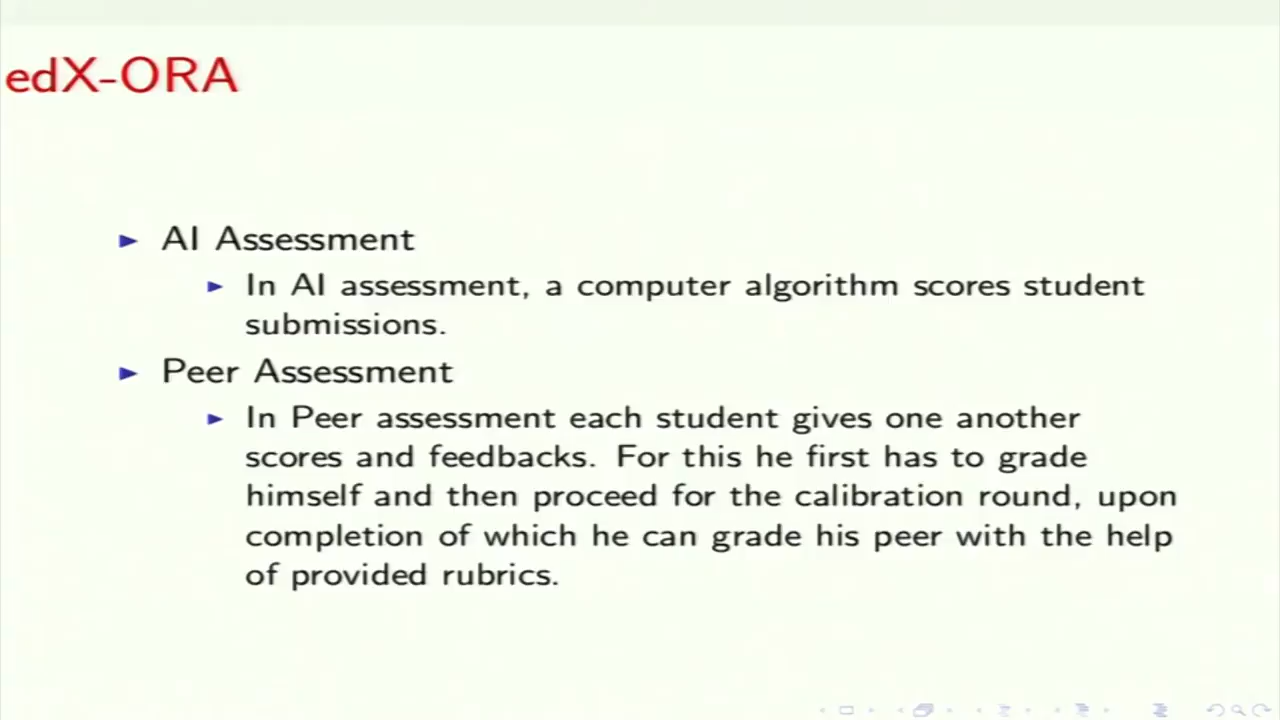 edX-ORA
AI Assessment
In AI assessment, a computer algorithm scores student
submissions.
Peer Assessment
In Peer assessment each student gives one another
scores and feedbacks. For this he first has to grade
himself and then proceed for the calibration round, upon
completion of which he can grade his peer with the help
of provided rubrics.